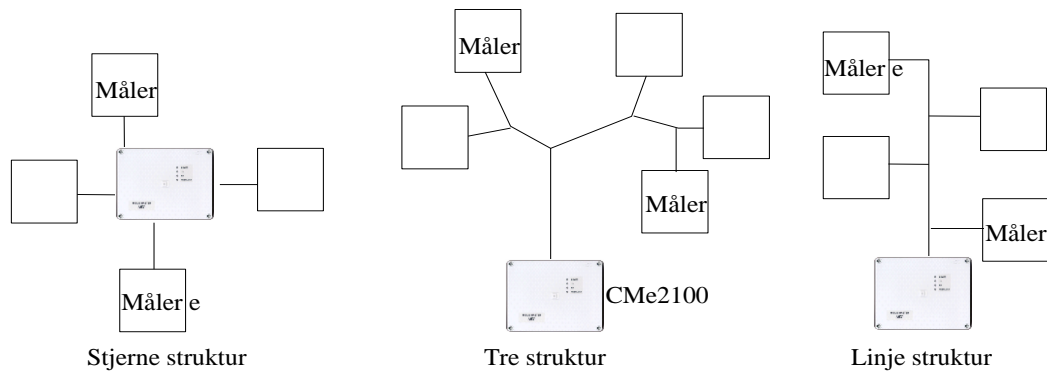 Måler
Måler e
Stjerne struktur
Måler
Måler
CMe2100
Tre struktur
Måler e
Måler
Linje struktur